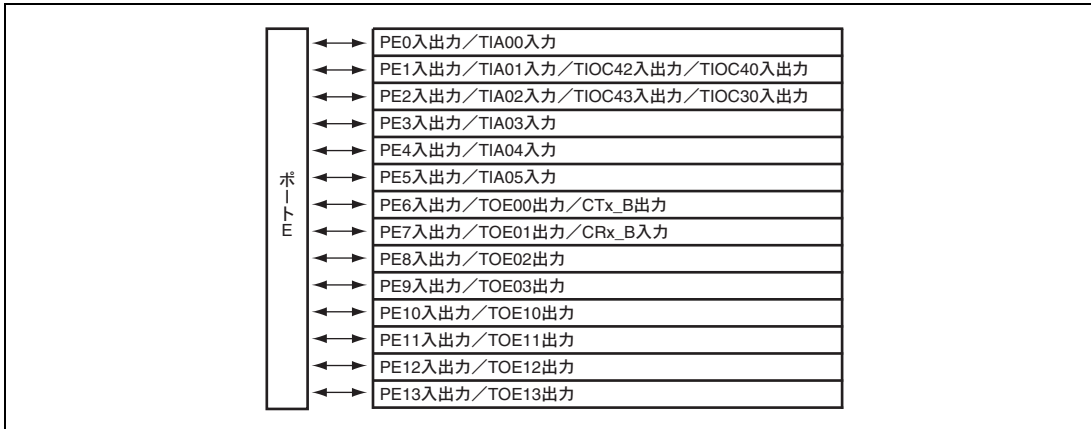 ポートE
PE0入出力／TIA00入力
PE1入出力／TIA01入力／TIOC42入出力／TIOC40入出力
PE2入出力／TIA02入力／TIOC43入出力／TIOC30入出力
PE3入出力／TIA03入力
PE4入出力／TIA04入力
PE5入出力／TIA05入力
PE6入出力／TOE00出力／CTx_B出力
PE7入出力／TOE01出力／CRx_B入力
PE8入出力／TOE02出力
PE9入出力／TOE03出力
PE10入出力／TOE10出力
PE11入出力／TOE11出力
PE12入出力／TOE12出力
PE13入出力／TOE13出力